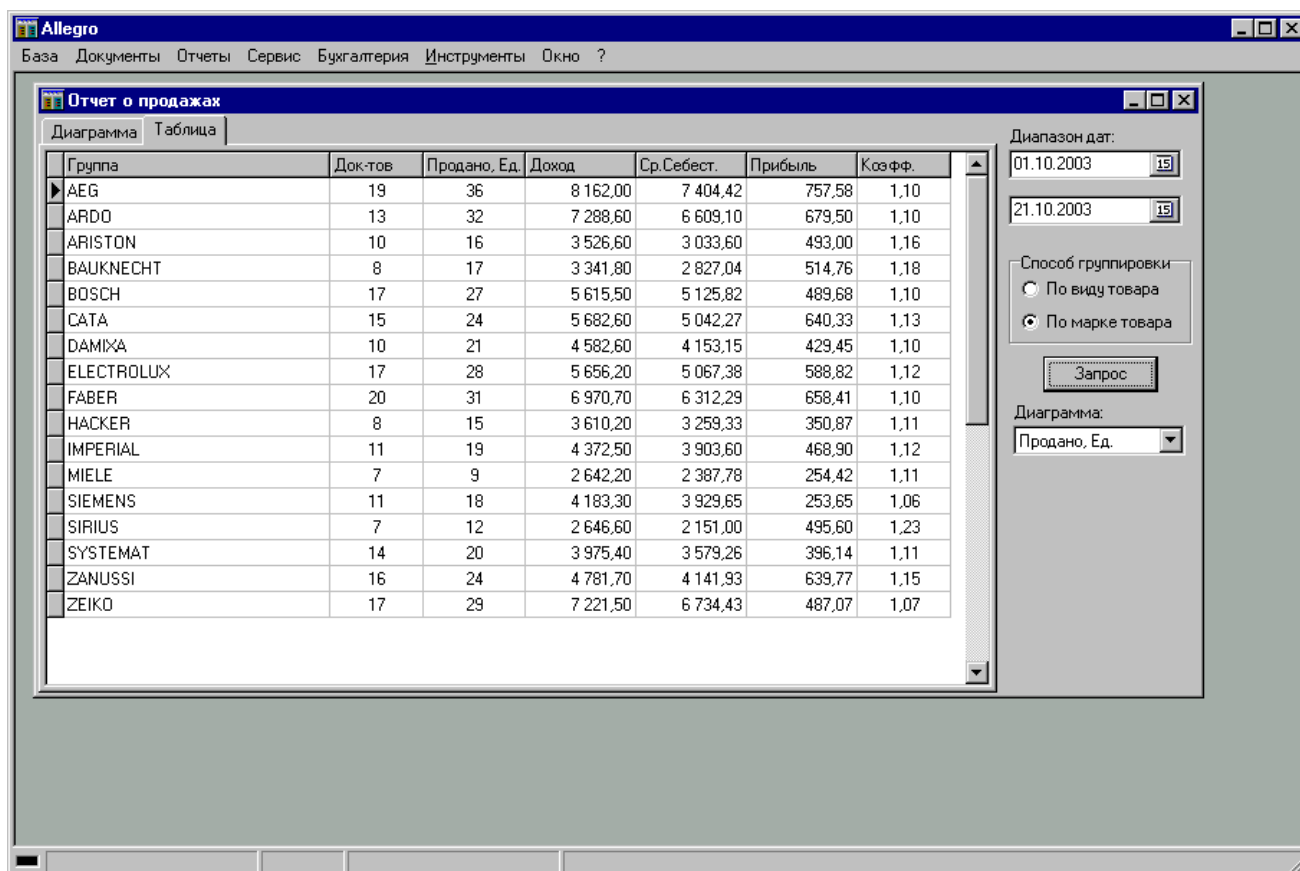 Allegro
База Документы Отчеты Сервис Бухгалтерия Инструменты Окно ?
Отчет о продажах
Диаграмма Таблица
Группа Док-тов Продано, Ед. Доход Ср.Себест. Прибыль Коэфф.
AEG 19 36 8 162,00 7 404,42 757,58 1,10
ARDO 13 32 7 288,60 6 609,10 679,50 1,10
ARISTON 10 16 3 526,60 3 033,60 493,00 1,16
BAUKNECHT 8 17 3 341,80 2 827,04 514,76 1,18
BOSCH 17 27 5 615,50 5 125,82 489,68 1,10
CATA 15 24 5 682,60 5 042,27 640,33 1,13
DAMIXA 10 21 4 582,60 4 153,15 429,45 1,10
ELECTROLUX 17 28 5 656,20 5 067,38 588,82 1,12
FABER 20 31 6 970,70 6 312,29 658,41 1,10
HACKER 8 15 3 610,20 3 259,33 350,87 1,11
IMPERIAL 11 19 4 372,50 3 903,60 468,90 1,12
MIELE 7 9 2 642,20 2 387,78 254,42 1,11
SIEMENS 11 18 4 183,30 3 929,65 253,65 1,06
SIRIUS 7 12 2 646,60 2 151,00 495,60 1,23
SYSTEMAT 14 20 3 975,40 3 579,26 396,14 1,11
ZANUSSI 16 24 4 781,70 4 141,93 639,77 1,15
ZEIKO 17 29 7 221,50 6 734,43 487,07 1,07
Диапазон дат:
01.10.2003 15
21.10.2003 15
Способ группировки
По виду товара
По марке товара
Запрос
Диаграмма:
Продано, Ед.